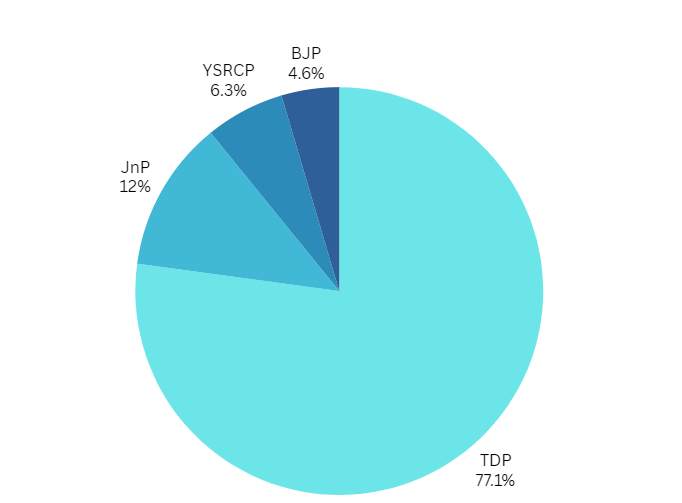 BJP
4.6%
YSRCP
6.3%
JnP
12%
TDP
77.1%